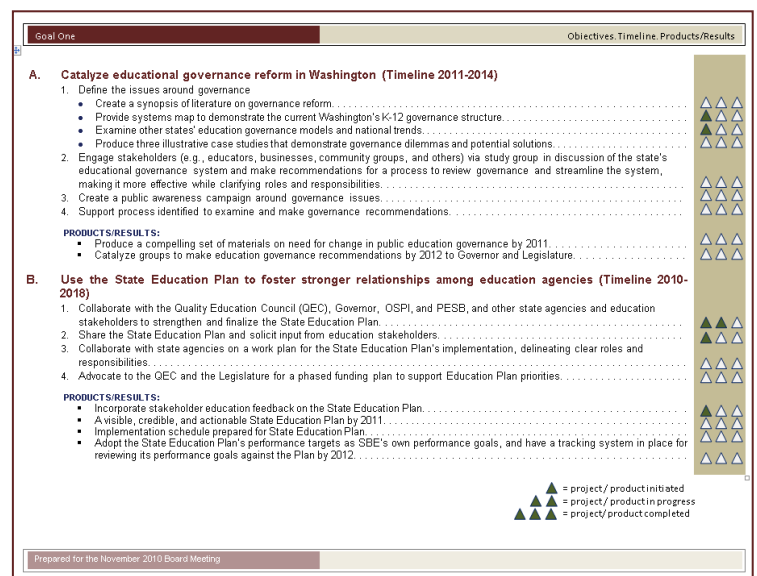 Goal One
Objectives.Timeline.Products/Results
A. Catalyze educational governance reform in Washington (Timeline 2011-2014)
1. Define the issues around governance
• Create a synopsis of literature on governance reform.
• Provide systems map to demonstrate the current Washington's K-12 governance structure.
• Examine other states' education governance models and national trends.
• Produce three illustrative case studies that demonstrate governance dilemmas and potential solutions.
2. Engage stakeholders (e.g., educators, businesses, community groups, and others) via study group in discussion of the state's
educational governance system and make recommendations for a process to review governance and streamline the system,
making it more effective while clarifying roles and responsibilities.
3. Create a public awareness campaign around governance issues.
4. Support process identified to examine and make governance recommendations.
PRODUCTS/RESULTS:
▪ Produce a compelling set of materials on need for change in public education governance by 2011.
▪ Catalyze groups to make education governance recommendations by 2012 to Governor and Legislature.
B. Use the State Education Plan to foster stronger relationships among education agencies (Timeline 2010-
2018)
1. Collaborate with the Quality Education Council (QEC), Governor, OSPI, and PESB, and other state agencies and education
stakeholders to strengthen and finalize the State Education Plan.
2. Share the State Education Plan and solicit input from education stakeholders.
3. Collaborate with state agencies on a work plan for the State Education Plan's implementation, delineating clear roles and
responsibilities.
4. Advocate to the QEC and the Legislature for a phased funding plan to support Education Plan priorities.
PRODUCTS/RESULTS:
▪ Incorporate stakeholder education feedback on the State Education Plan.
▪ A visible, credible, and actionable State Education Plan by 2011.
▪ Implementation schedule prepared for State Education Plan.
▪ Adopt the State Education Plan's performance targets as SBE's own performance goals, and have a tracking system in place for
reviewing its performance goals against the Plan by 2012.
= project / product initiated
= project / product in progress
= project/ product completed
Prepared for the November 2010 Board Meeting